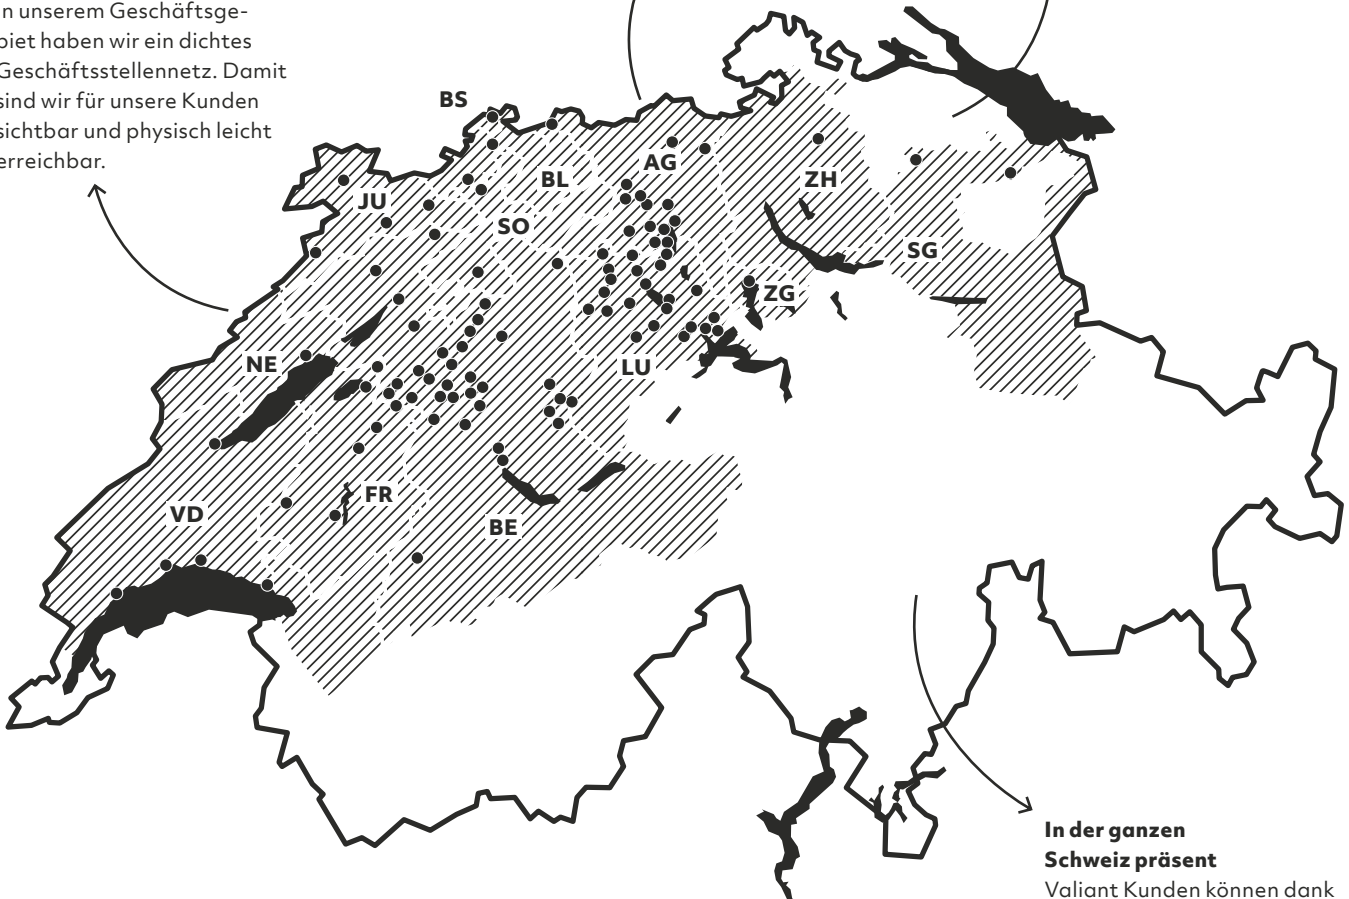 n unserem Geschäftsge-
biet haben wir ein dichtes
Geschäftsstellennetz. Damit
sind wir für unsere Kunden
sichtbar und physisch leicht
erreichbar.
BS
AG
BL
ZH
JU
SO
SG
ZG
NE
LU
FR
VD
BE
In der ganzen
Schweiz präsent
Valiant Kunden können dank